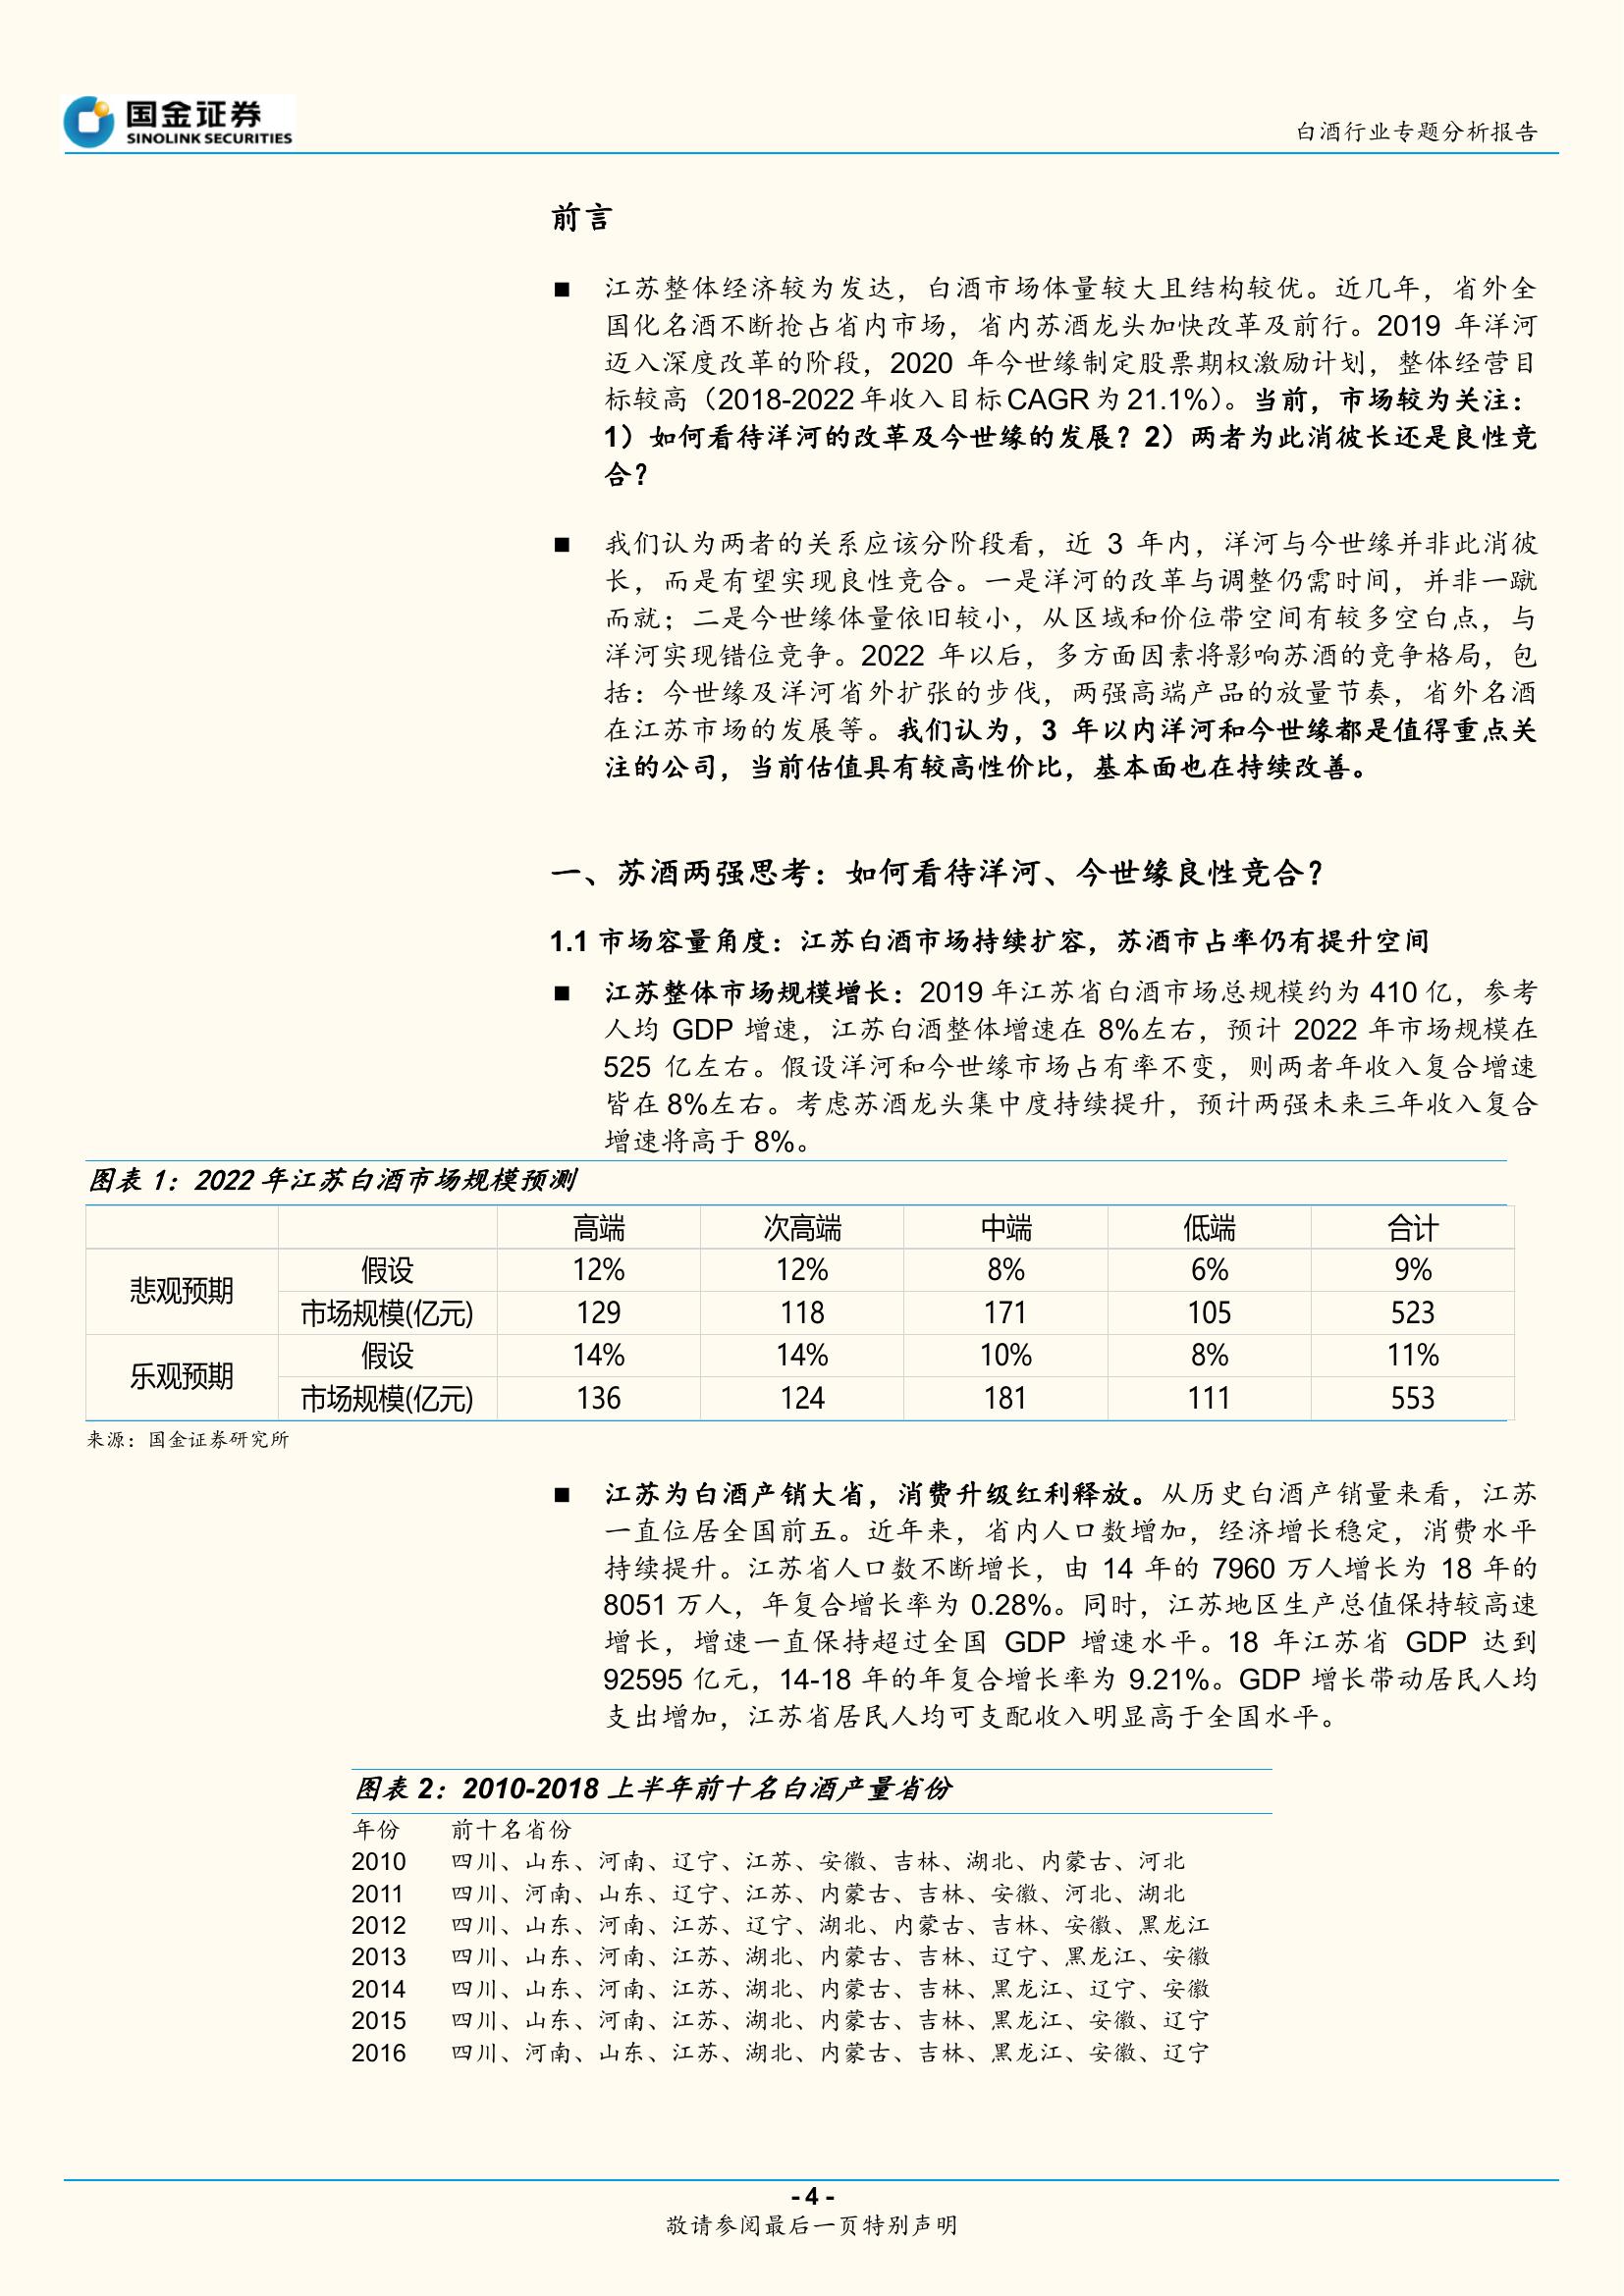 国金证券
SINOLINK SECURITIES
白酒行业专题分析报告
前言
■ 江苏整体经济较为发达，白酒市场体量较大且结构较优。近几年，省外全
国化名酒不断抢占省内市场，省内苏酒龙头加快改革及前行。2019 年洋河
迈入深度改革的阶段，2020 年今世缘制定股票期权激励计划，整体经营目
标较高（2018-2022 年收入目标 CAGR 为 21.1%）。当前，市场较为关注：
1）如何看待洋河的改革及今世缘的发展？2）两者为此消彼长还是良性竞
合？
■ 我们认为两者的关系应该分阶段看，近 3 年内，洋河与今世缘并非此消彼
长，而是有望实现良性竞合。一是洋河的改革与调整仍需时间，并非一蹴
而就；二是今世缘体量依旧较小，从区域和价位带空间有较多空白点，与
洋河实现错位竞争。2022 年以后，多方面因素将影响苏酒的竞争格局，包
括：今世缘及洋河省外扩张的步伐，两强高端产品的放量节奏，省外名酒
在江苏市场的发展等。我们认为，3 年以内洋河和今世缘都是值得重点关
注的公司，当前估值具有较高性价比，基本面也在持续改善。
一、苏酒两强思考：如何看待洋河、今世缘良性竞合？
1.1 市场容量角度：江苏白酒市场持续扩容，苏酒市占率仍有提升空间
■ 江苏整体市场规模增长：2019 年江苏省白酒市场总规模约为 410 亿，参考
人均 GDP 增速，江苏白酒整体增速在 8%左右，预计 2022 年市场规模在
525 亿左右。假设洋河和今世缘市场占有率不变，则两者年收入复合增速
皆在 8%左右。考虑苏酒龙头集中度持续提升，预计两强未来三年收入复合
增速将高于 8%。
图表 1：2022 年江苏白酒市场规模预测
高端 次高端 中端 低端 合计
悲观预期 假设 12% 12% 8% 6% 9%
市场规模(亿元) 129 118 171 105 523
乐观预期 假设 14% 14% 10% 8% 11%
市场规模(亿元) 136 124 181 111 553
来源：国金证券研究所
■ 江苏为白酒产销大省，消费升级红利释放。从历史白酒产销量来看，江苏
一直位居全国前五。近年来，省内人口数增加，经济增长稳定，消费水平
持续提升。江苏省人口数不断增长，由 14 年的 7960 万人增长为 18 年的
8051 万人，年复合增长率为 0.28%。同时，江苏地区生产总值保持较高速
增长，增速一直保持超过全国 GDP 增速水平。18 年江苏省 GDP 达到
92595 亿元，14-18 年的年复合增长率为 9.21%。GDP 增长带动居民人均
支出增加，江苏省居民人均可支配收入明显高于全国水平。
图表 2：2010-2018 上半年前十名白酒产量省份
年份 前十名省份
2010 四川、山东、河南、辽宁、江苏、安徽、吉林、湖北、内蒙古、河北
2011 四川、河南、山东、辽宁、江苏、内蒙古、吉林、安徽、河北、湖北
2012 四川、山东、河南、江苏、辽宁、湖北、内蒙古、吉林、安徽、黑龙江
2013 四川、山东、河南、江苏、湖北、内蒙古、吉林、辽宁、黑龙江、安徽
2014 四川、山东、河南、江苏、湖北、内蒙古、吉林、黑龙江、辽宁、安徽
2015 四川、山东、河南、江苏、湖北、内蒙古、吉林、黑龙江、安徽、辽宁
2016 四川、河南、山东、江苏、湖北、内蒙古、吉林、黑龙江、安徽、辽宁
- 4 -
敬请参阅最后一页特别声明